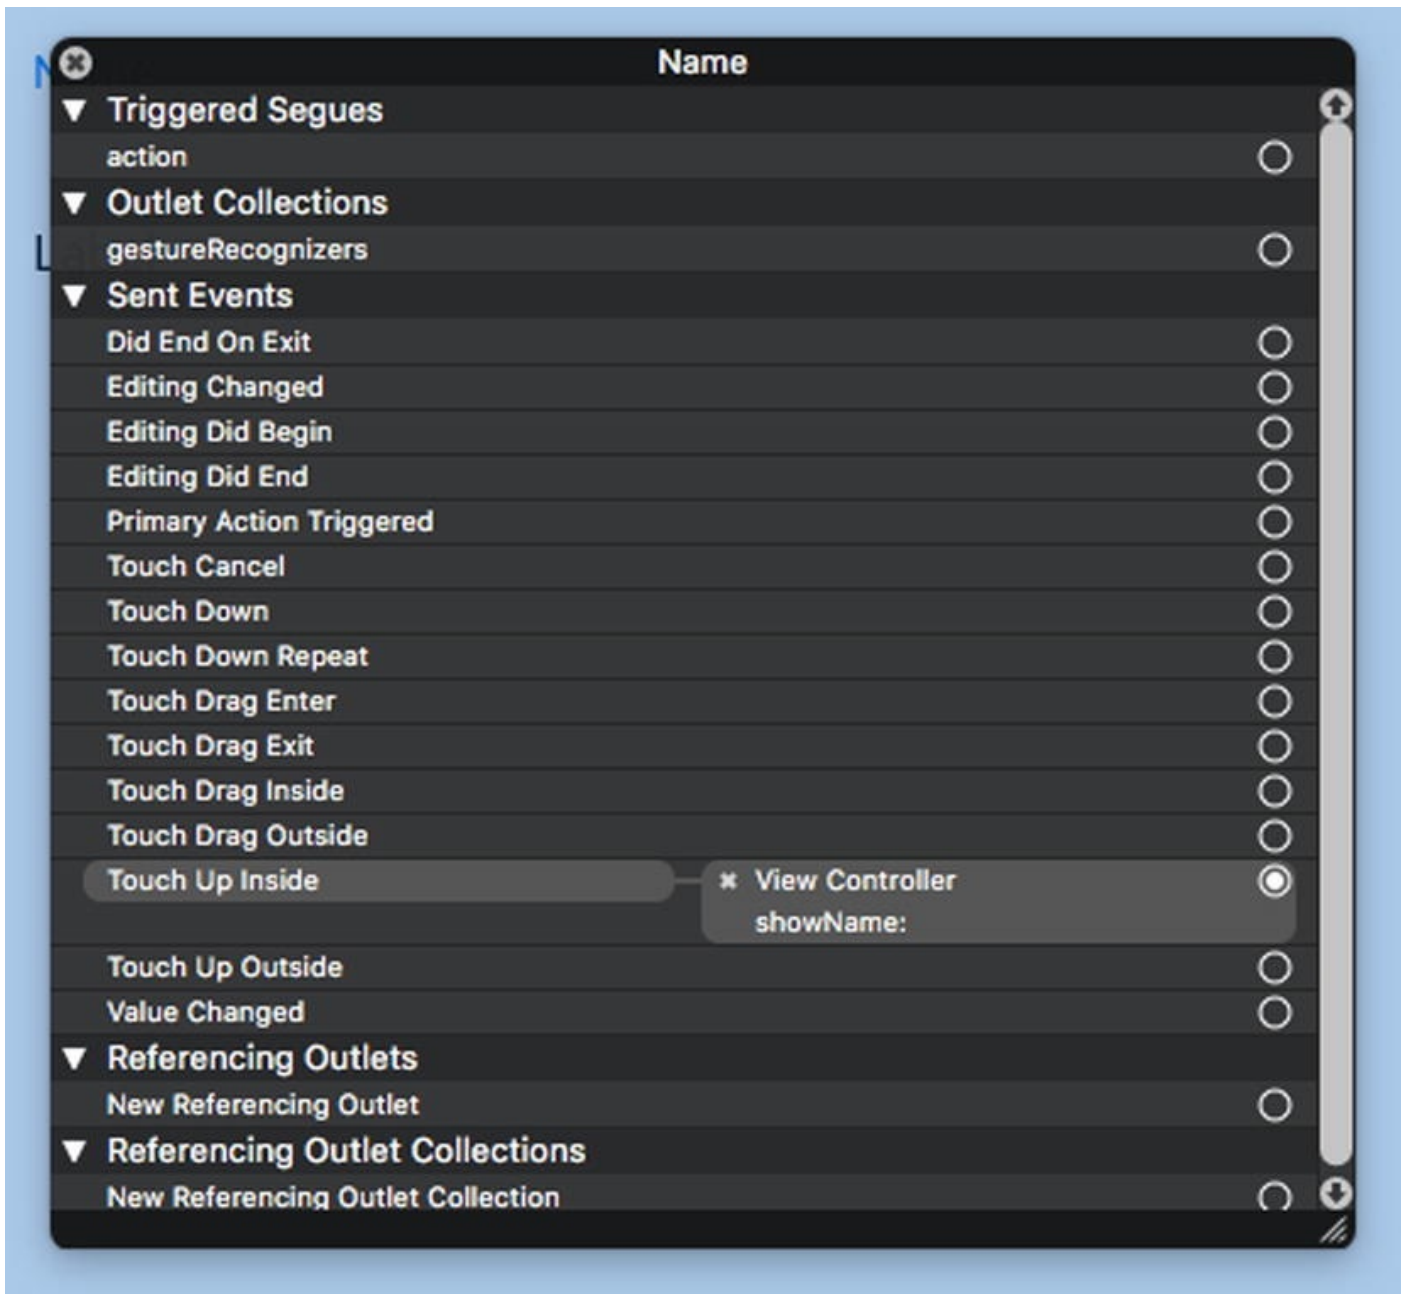 Name
Triggered Segues
action
Outlet Collections
gestureRecognizers
Sent Events
Did End On Exit
Editing Changed
Editing Did Begin
Editing Did End
Primary Action Triggered
Touch Cancel
Touch Down
Touch Down Repeat
Touch Drag Enter
Touch Drag Exit
Touch Drag Inside
Touch Drag Outside
Touch Up Inside
View Controller
showName:
Touch Up Outside
Value Changed
Referencing Outlets
New Referencing Outlet
Referencing Outlet Collections
New Referencing Outlet Collection